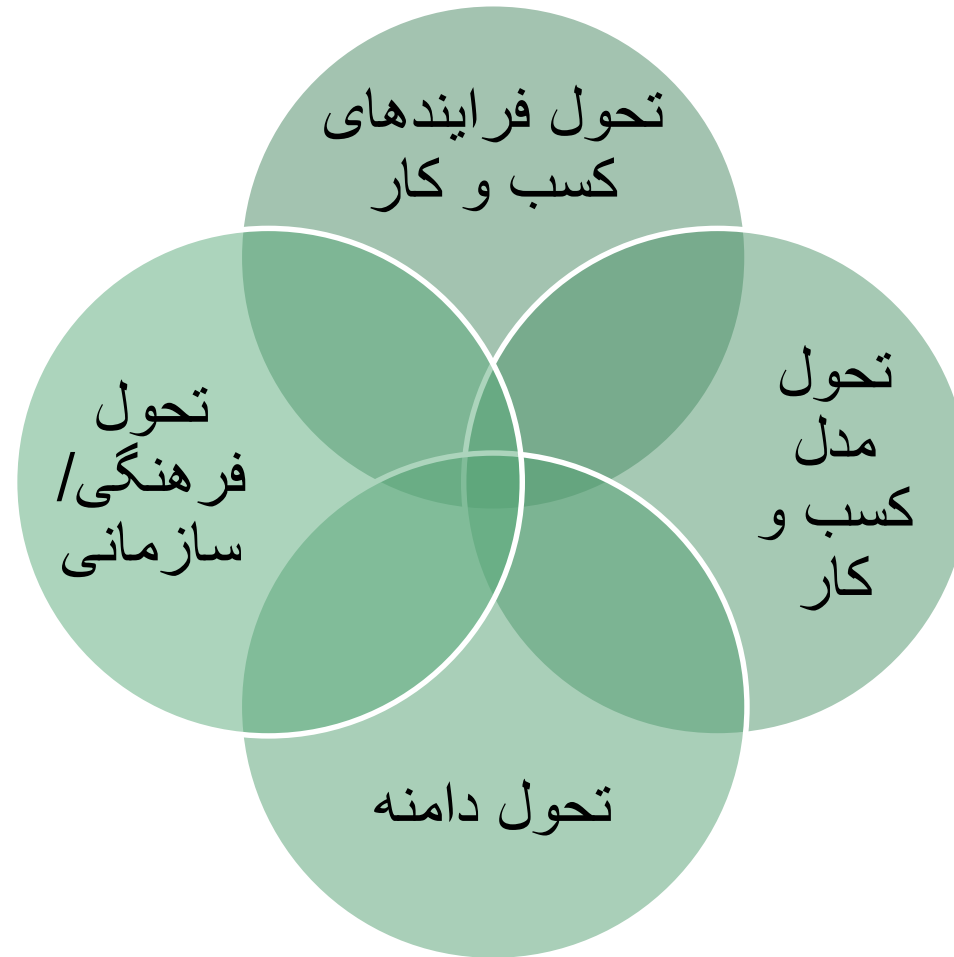 تحول فرایندهای
کسب و کار
تحول
مدل
کسب و
کار
تحول
فرهنگی/
سازمانی
تحول دامنه